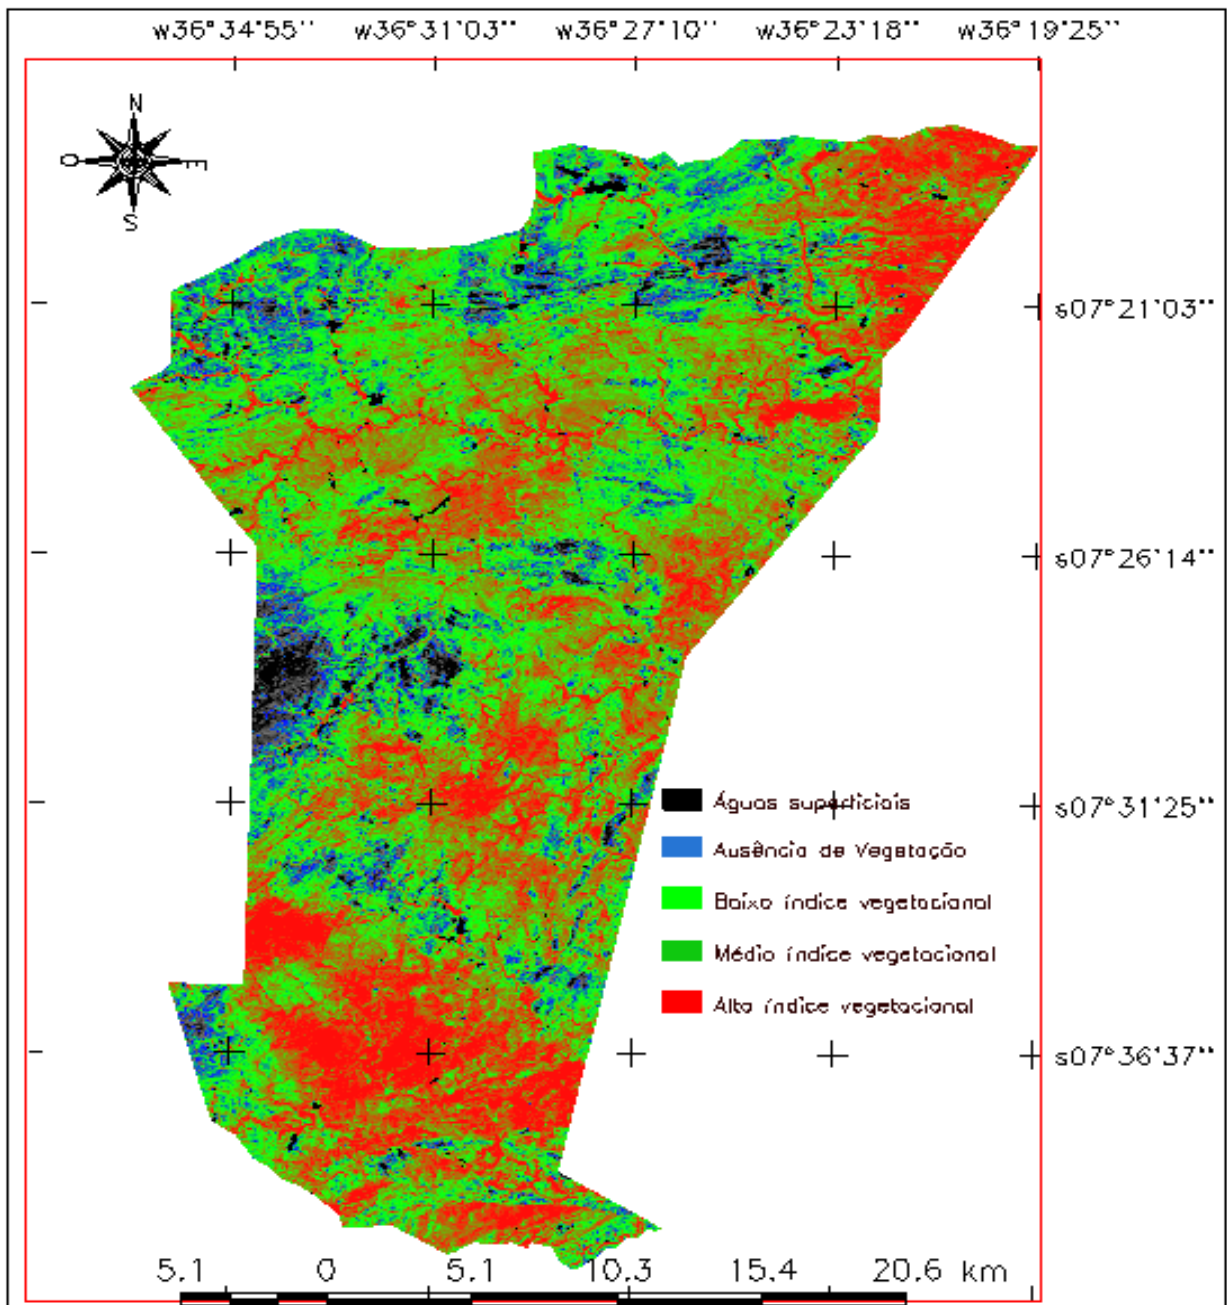 w36°34'55'' w36°31'03'' w36°27'10'' w36°23'18'' w36°19'25''
N
O E
S
s07°21'03''
s07°26'14''
Águas superficiais
s07°31'25''
Ausência de Vegetação
Baixo índice vegetacional
Médio índice vegetacional
Alto índice vegetacional
s07°36'37''
5.1 0 5.1 10.3 15.4 20.6 km